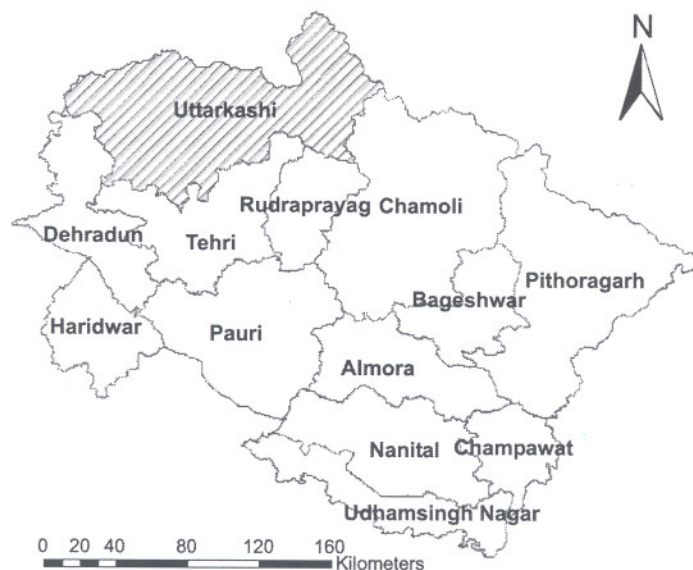 N
Uttarkashi
Rudraprayag
Chamoli
Dehradun
Tehri
Pithoragarh
Bageshwar
Haridwar
Pauri
Almora
Nanital
Champawat
Udhamsingh Nagar
0 20 40 80 120 160
Kilometers